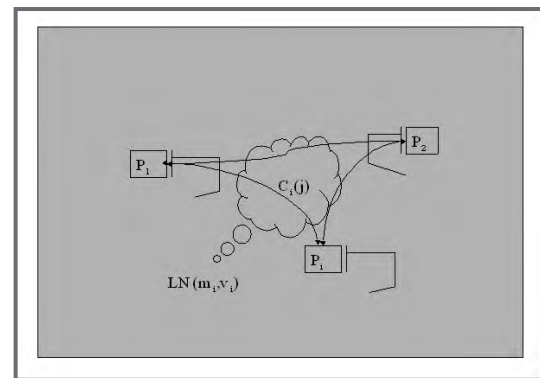 P₂
P₁
Cᵢ(j)
Pᵢ
LN(mᵢ,vᵢ)